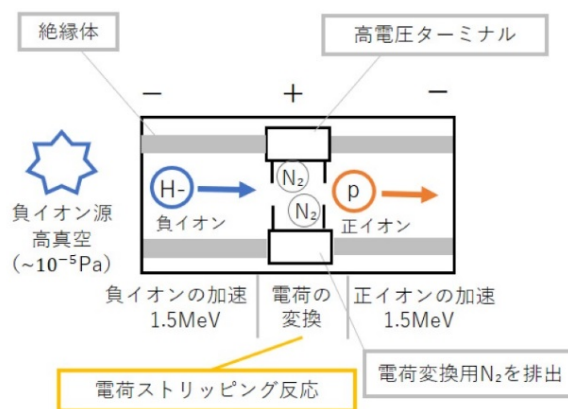 絶縁体
高電圧ターミナル
− + −
負イオン源
高真空
(~10⁻⁵Pa)
H-
負イオン
N₂
N₂
p
正イオン
負イオンの加速
1.5MeV
電荷の
変換
正イオンの加速
1.5MeV
電荷ストリッピング反応
電荷変換用N₂を排出